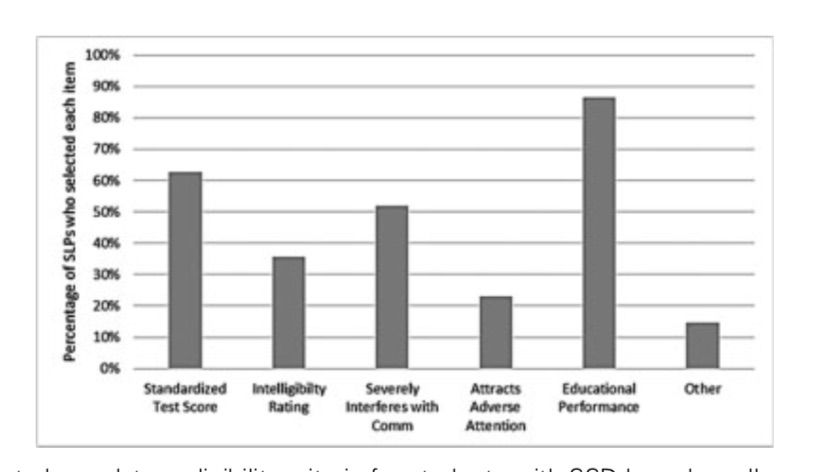 Percentage of SLPs who selected each item
100%
90%
80%
70%
60%
50%
40%
30%
20%
10%
0%
Standardized
Test Score
Intelligibilty
Rating
Severely
Interferes with
Comm
Attracts
Adverse
Attention
Educational
Performance
Other